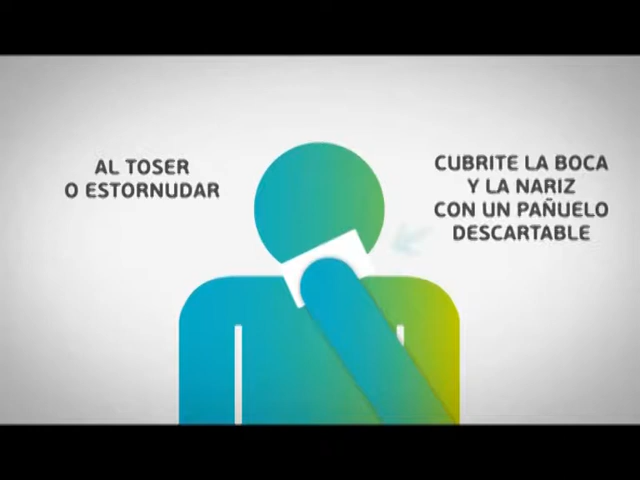 AL TOSER
O ESTORNUDAR
CUBRITE LA BOCA
Y LA NARIZ
CON UN PAÑUELO
DESCARTABLE